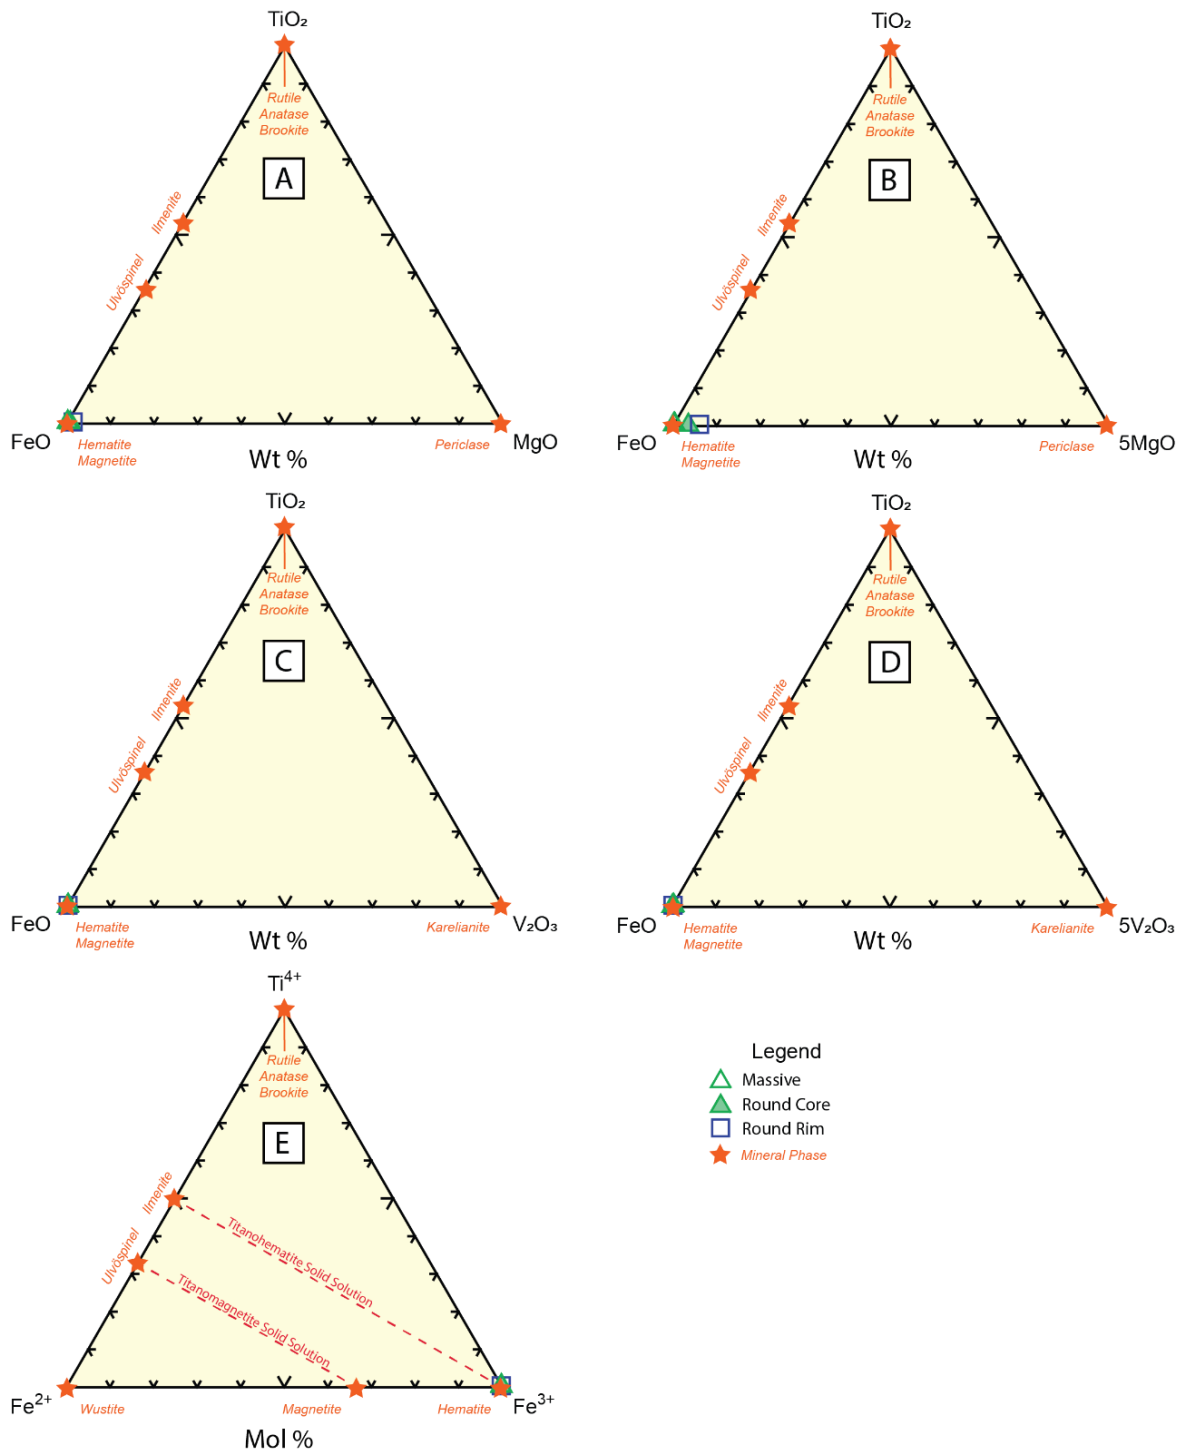 TiO₂
Rutile
Anatase
Brookite
A
Ilmenite
Ulvöspinel
FeO
Hematite
Magnetite
Periclase
MgO
Wt %
TiO₂
Rutile
Anatase
Brookite
B
Ilmenite
Ulvöspinel
FeO
Hematite
Magnetite
Periclase
5MgO
Wt %
TiO₂
Rutile
Anatase
Brookite
C
Ilmenite
Ulvöspinel
FeO
Hematite
Magnetite
Karelianite
V₂O₃
Wt %
TiO₂
Rutile
Anatase
Brookite
D
Ilmenite
Ulvöspinel
FeO
Hematite
Magnetite
Karelianite
5V₂O₃
Wt %
Ti⁴⁺
Rutile
Anatase
Brookite
E
Ilmenite
Ulvöspinel
Titanohematite Solid Solution
Titanomagnetite Solid Solution
Fe²⁺
Wustite
Magnetite
Hematite
Fe³⁺
Mol %
Legend
Massive
Round Core
Round Rim
Mineral Phase